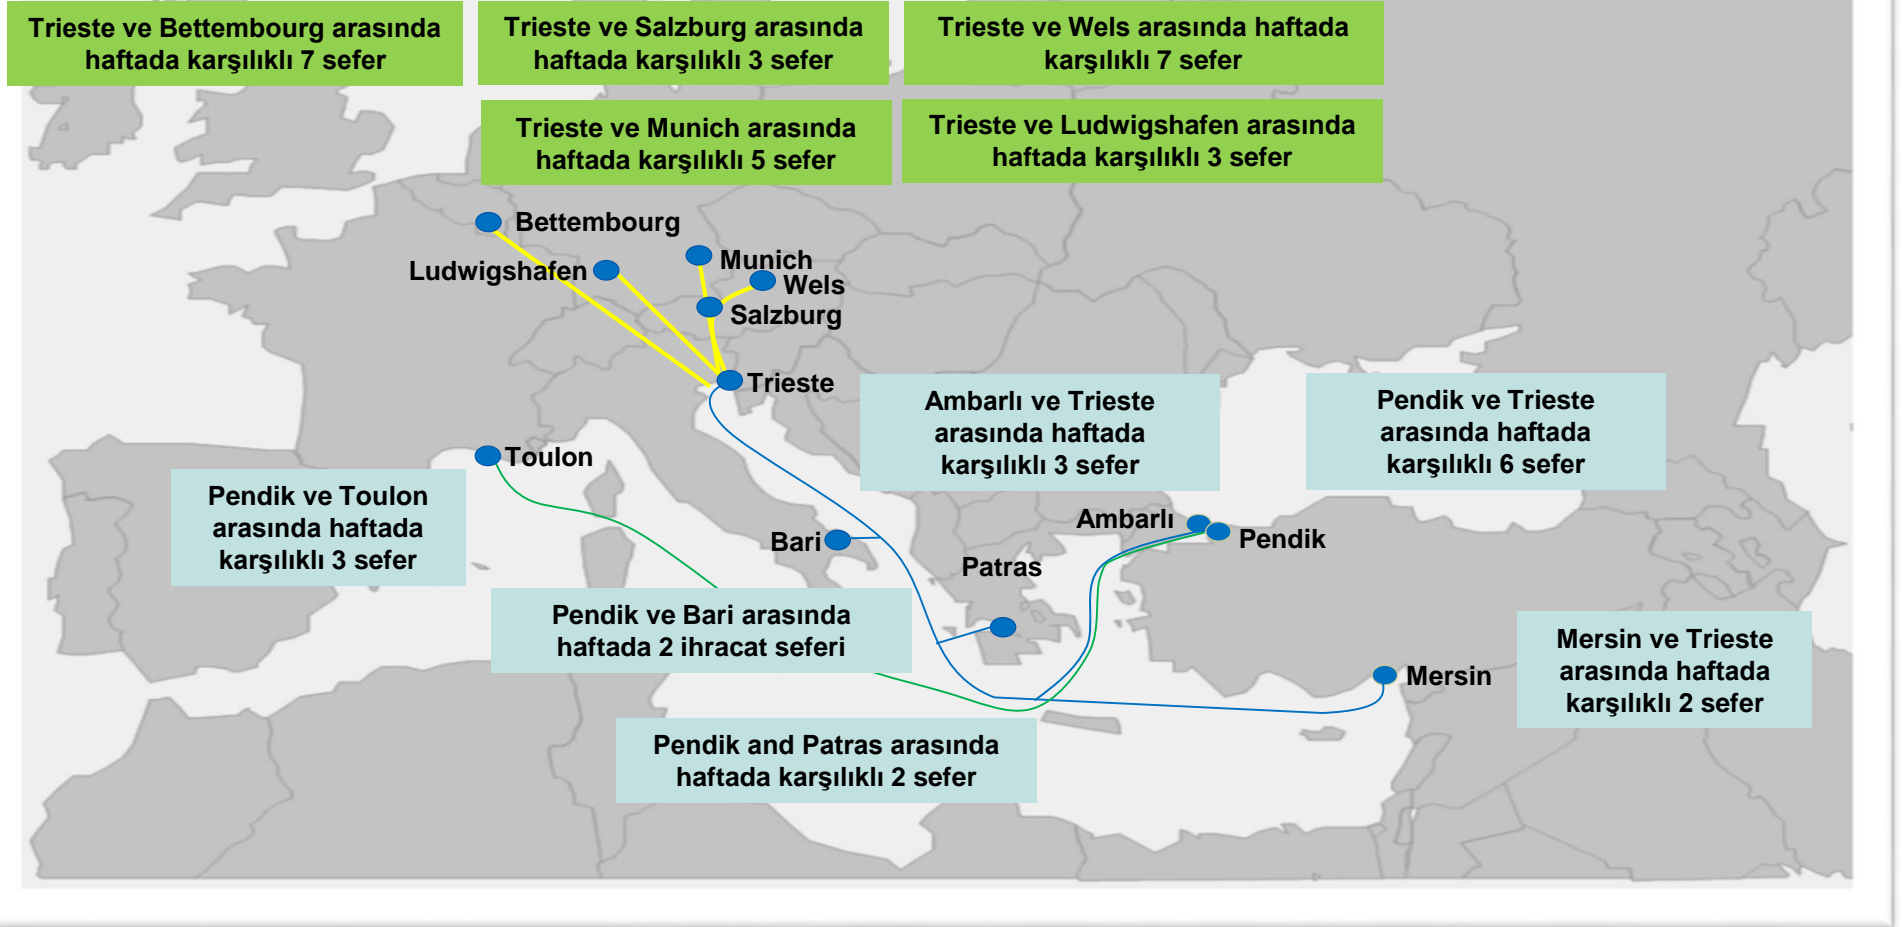 Trieste ve Bettembourg arasında
haftada karşılıklı 7 sefer
Trieste ve Salzburg arasında
haftada karşılıklı 3 sefer
Trieste ve Wels arasında haftada
karşılıklı 7 sefer
Trieste ve Munich arasında
haftada karşılıklı 5 sefer
Trieste ve Ludwigshafen arasında
haftada karşılıklı 3 sefer
Bettembourg
Ludwigshafen
Munich
Wels
Salzburg
Trieste
Ambarlı ve Trieste
arasında haftada
karşılıklı 3 sefer
Pendik ve Trieste
arasında haftada
karşılıklı 6 sefer
Toulon
Pendik ve Toulon
arasında haftada
karşılıklı 3 sefer
Bari
Ambarlı
Pendik
Patras
Pendik ve Bari arasında
haftada 2 ihracat seferi
Mersin
Mersin ve Trieste
arasında haftada
karşılıklı 2 sefer
Pendik and Patras arasında
haftada karşılıklı 2 sefer